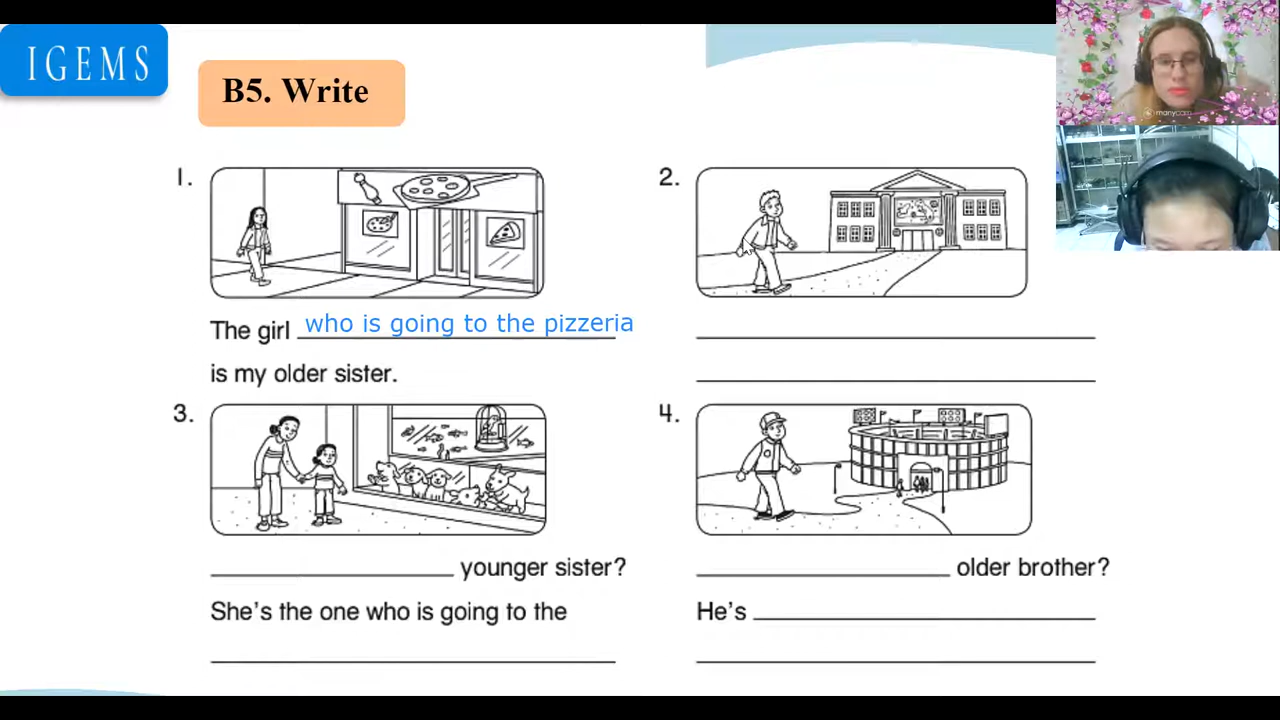 IGEMS
B5. Write
manycam
1.
2.
The girl who is going to the pizzeria
is my older sister.
3.
4.
younger sister?
older brother?
She's the one who is going to the
He's